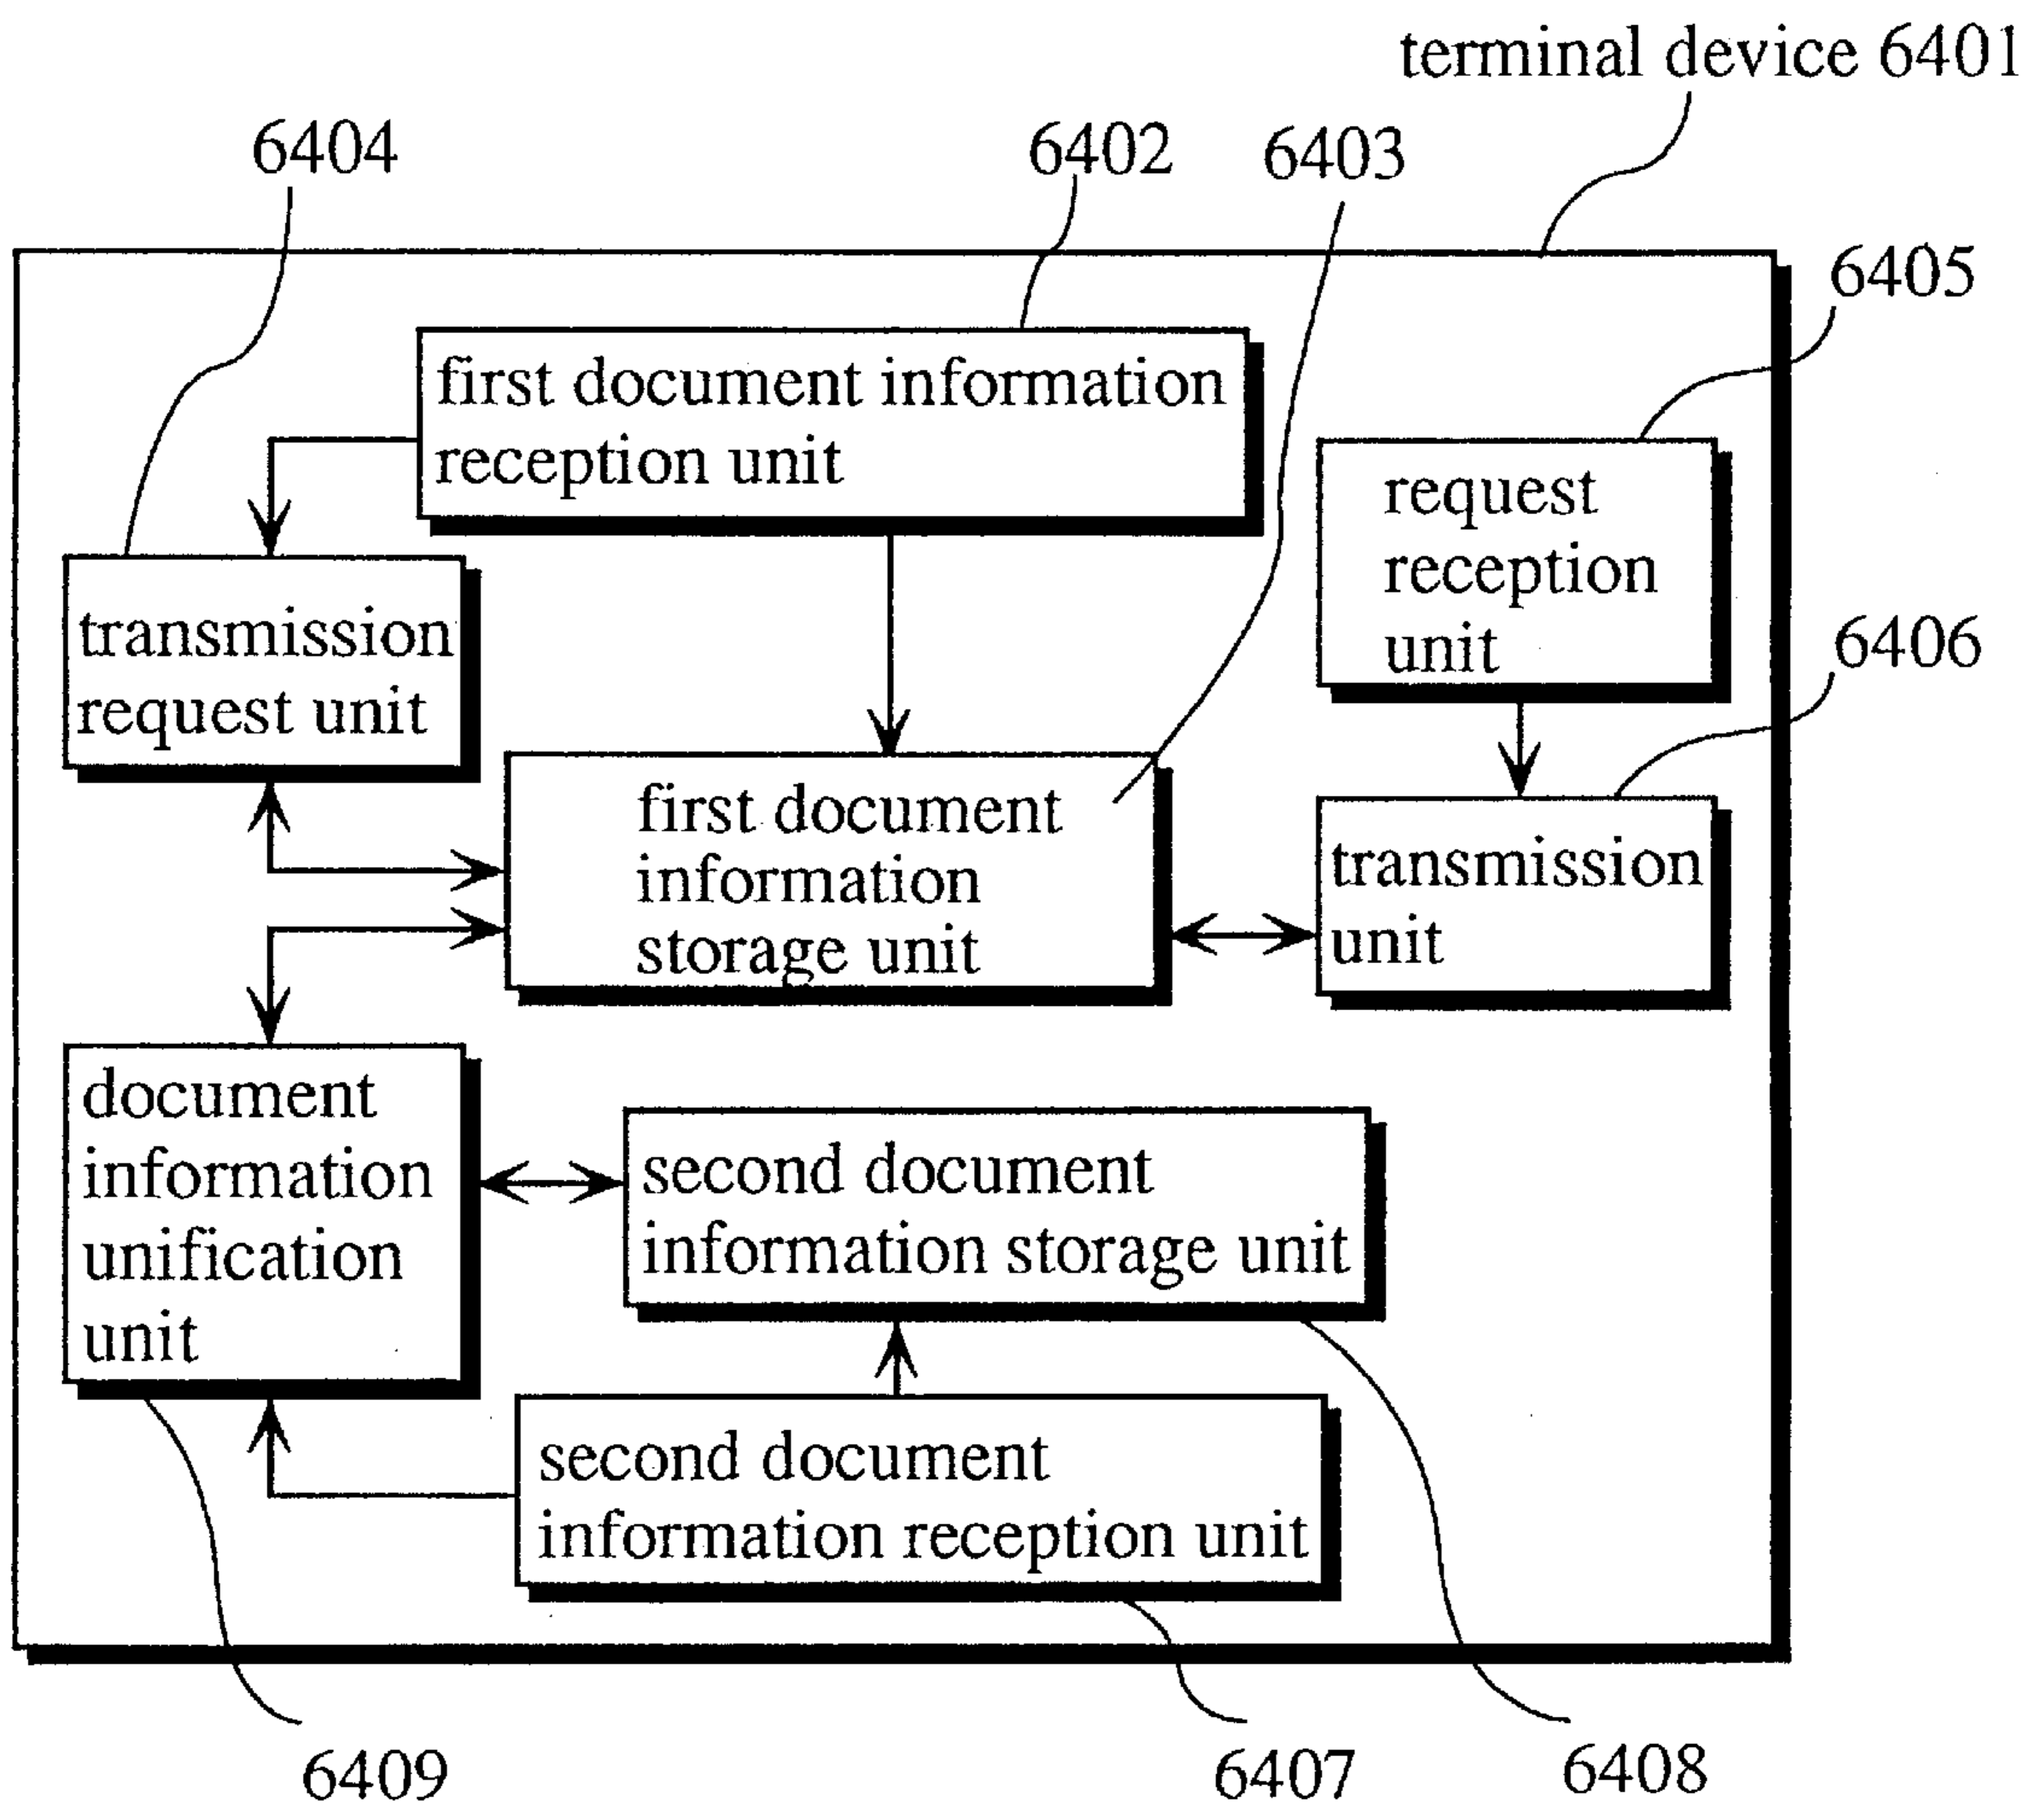 terminal device 6401
6404
6402
6403
6405
first document information
reception unit
request
reception
unit
transmission
request unit
6406
first document
information
storage unit
transmission
unit
document
information
unification
unit
second document
information storage unit
second document
information reception unit
6409
6407
6408